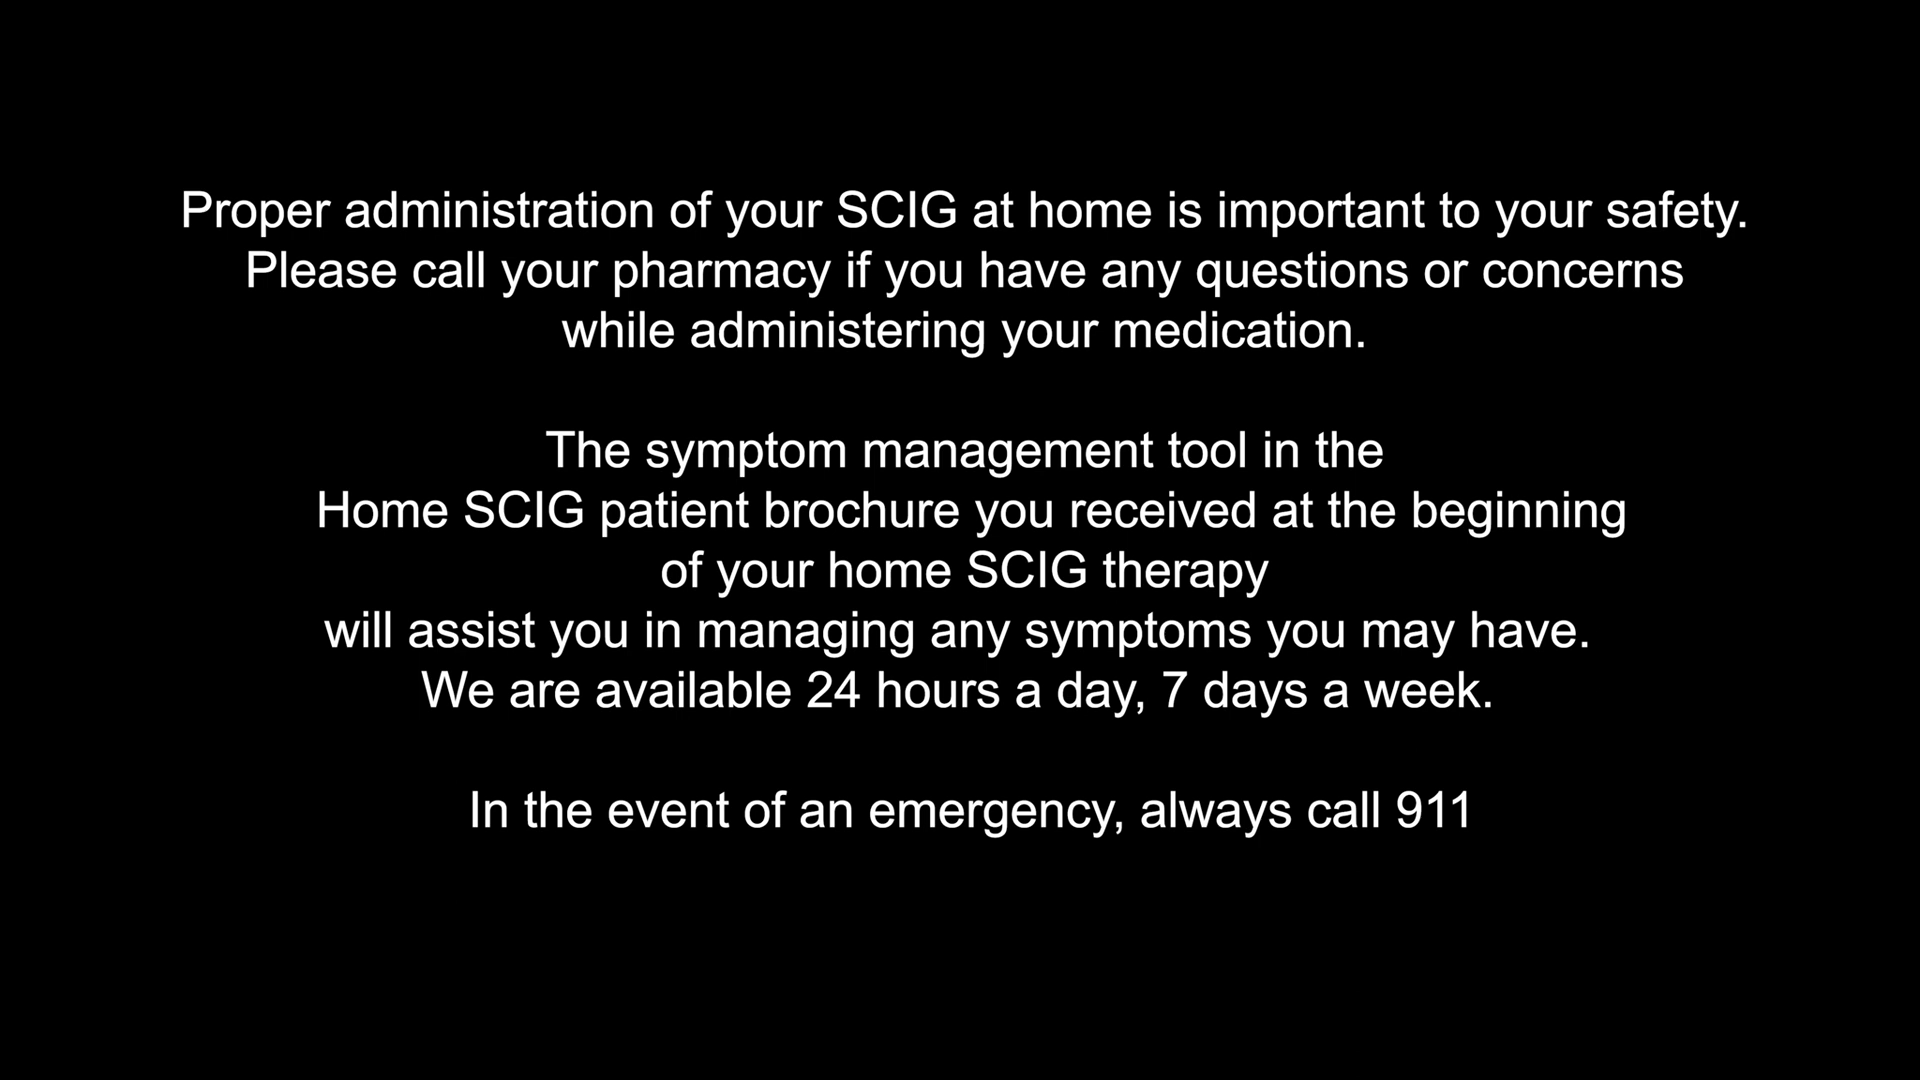 Proper administration of your SCIG at home is important to your safety.
Please call your pharmacy if you have any questions or concerns
while administering your medication.
The symptom management tool in the
Home SCIG patient brochure you received at the beginning
of your home SCIG therapy
will assist you in managing any symptoms you may have.
We are available 24 hours a day, 7 days a week.
In the event of an emergency, always call 911